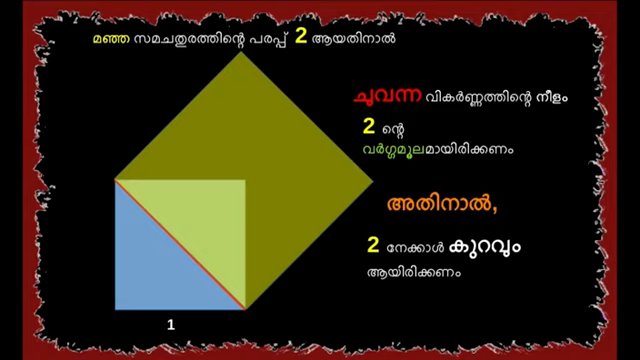 മഞ്ഞ സമചതുരത്തിന്റെ പരപ്പ് 2 ആയതിനാൽ
ചൂവന്ന വികർണ്ണത്തിന്റെ നീളം
2 ന്റെ
വർഗ്ഗമൂലമായിരിക്കണം
അതിനാൽ,
2 നേക്കാൾ കുറവും
ആയിരിക്കണം
1